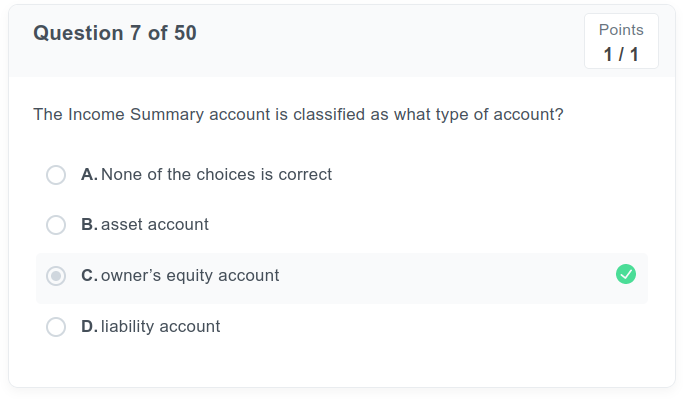 Question 7 of 50
Points
1 / 1
The Income Summary account is classified as what type of account?
A. None of the choices is correct
B. asset account
C. owner’s equity account
D. liability account